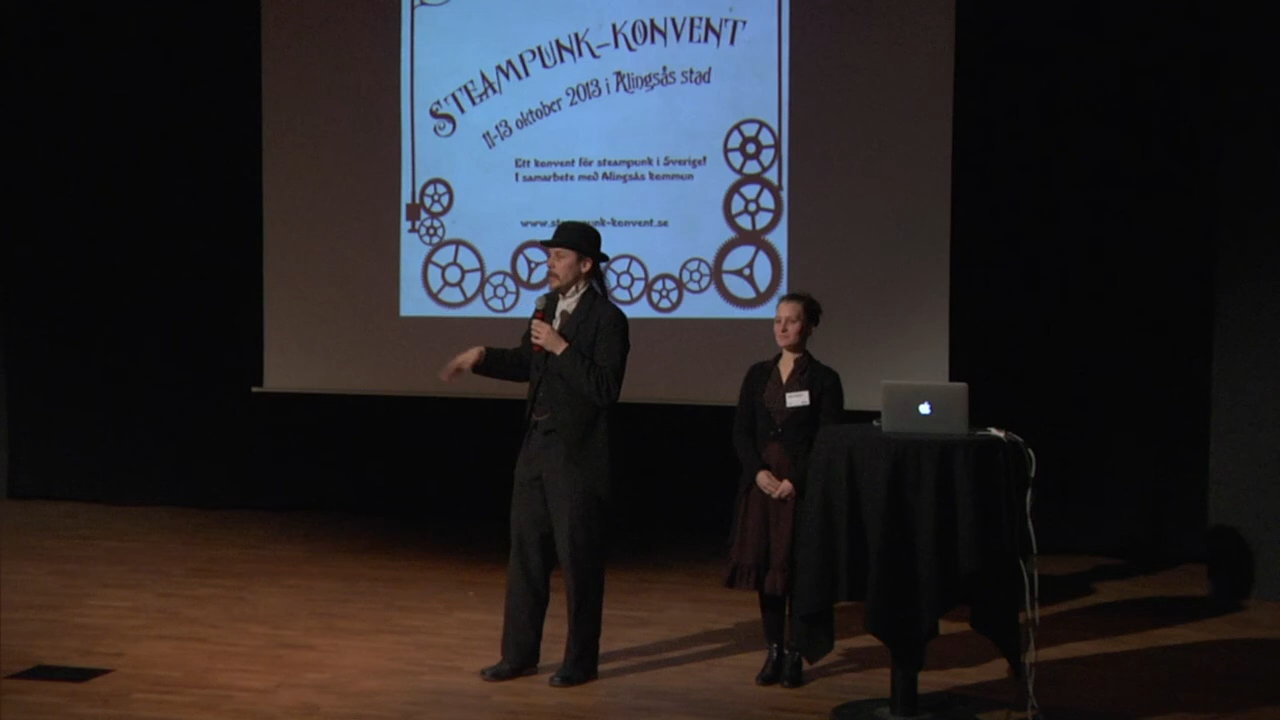 STEAMPUNK-KONVENT
11-13 oktober 2013 i Alingsås stad
Ett konvent för steampunk i Sverige!
I samarbete med Alingsås kommun
www.steampunk-konvent.se